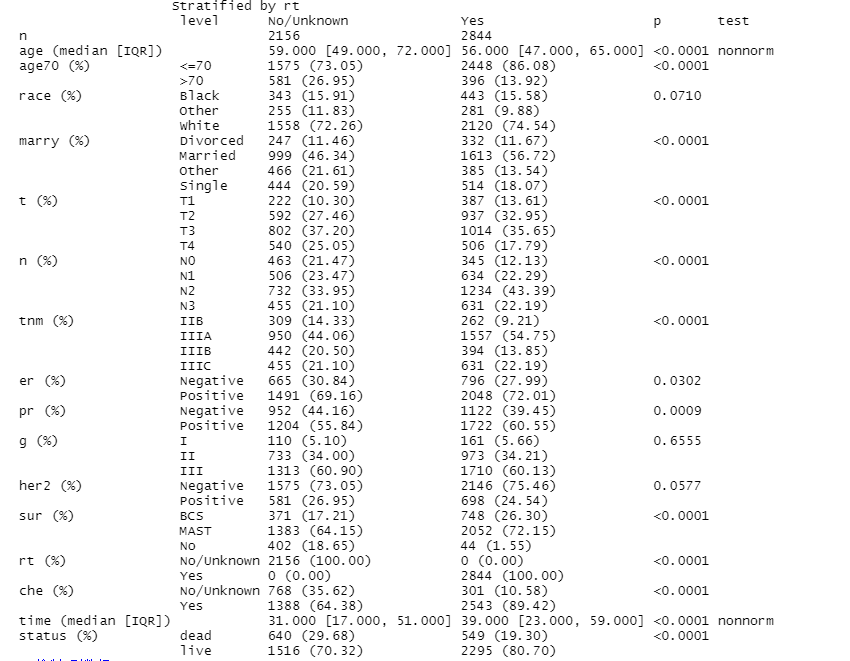 Stratified by rt
level No/Unknown Yes p test
n 2156 2844
age (median [IQR]) 59.000 [49.000, 72.000] 56.000 [47.000, 65.000] <0.0001 nonnorm
age70 (%) <=70 1575 (73.05) 2448 (86.08) <0.0001
>70 581 (26.95) 396 (13.92)
race (%) Black 343 (15.91) 443 (15.58) 0.0710
Other 255 (11.83) 281 (9.88)
White 1558 (72.26) 2120 (74.54)
marry (%) Divorced 247 (11.46) 332 (11.67) <0.0001
Married 999 (46.34) 1613 (56.72)
Other 466 (21.61) 385 (13.54)
Single 444 (20.59) 514 (18.07)
t (%) T1 222 (10.30) 387 (13.61) <0.0001
T2 592 (27.46) 937 (32.95)
T3 802 (37.20) 1014 (35.65)
T4 540 (25.05) 506 (17.79)
n (%) N0 463 (21.47) 345 (12.13) <0.0001
N1 506 (23.47) 634 (22.29)
N2 732 (33.95) 1234 (43.39)
N3 455 (21.10) 631 (22.19)
tnm (%) IIB 309 (14.33) 262 (9.21) <0.0001
IIIA 950 (44.06) 1557 (54.75)
IIIB 442 (20.50) 394 (13.85)
IIIC 455 (21.10) 631 (22.19)
er (%) Negative 665 (30.84) 796 (27.99) 0.0302
Positive 1491 (69.16) 2048 (72.01)
pr (%) Negative 952 (44.16) 1122 (39.45) 0.0009
Positive 1204 (55.84) 1722 (60.55)
g (%) I 110 (5.10) 161 (5.66) 0.6555
II 733 (34.00) 973 (34.21)
III 1313 (60.90) 1710 (60.13)
her2 (%) Negative 1575 (73.05) 2146 (75.46) 0.0577
Positive 581 (26.95) 698 (24.54)
sur (%) BCS 371 (17.21) 748 (26.30) <0.0001
MAST 1383 (64.15) 2052 (72.15)
No 402 (18.65) 44 (1.55)
rt (%) No/Unknown 2156 (100.00) 0 (0.00) <0.0001
Yes 0 (0.00) 2844 (100.00)
che (%) No/Unknown 768 (35.62) 301 (10.58) <0.0001
Yes 1388 (64.38) 2543 (89.42)
time (median [IQR]) 31.000 [17.000, 51.000] 39.000 [23.000, 59.000] <0.0001 nonnorm
status (%) dead 640 (29.68) 549 (19.30) <0.0001
live 1516 (70.32) 2295 (80.70)